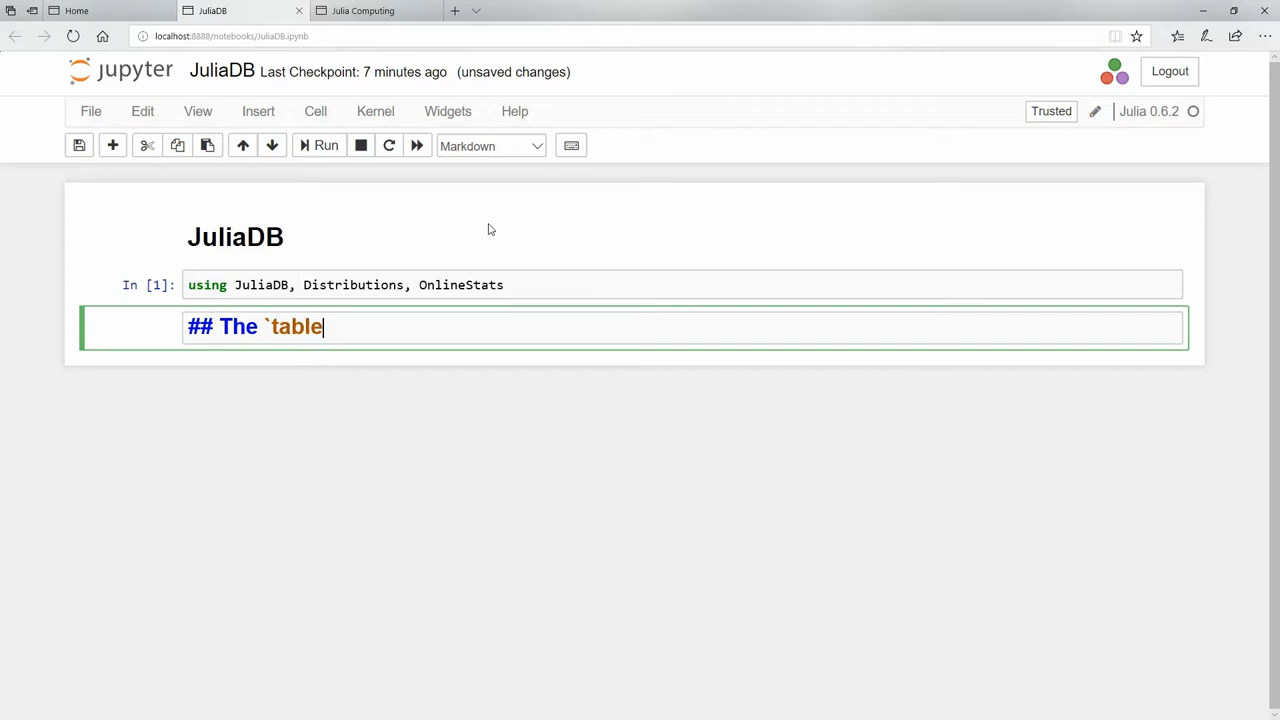 Home
JuliaDB
Julia Computing
localhost:8888/notebooks/JuliaDB.ipynb
jupyter JuliaDB Last Checkpoint: 7 minutes ago (unsaved changes)
Logout
File Edit View Insert Cell Kernel Widgets Help
Trusted
Julia 0.6.2
Run
Markdown
JuliaDB
In [1]: using JuliaDB, Distributions, OnlineStats
## The `table